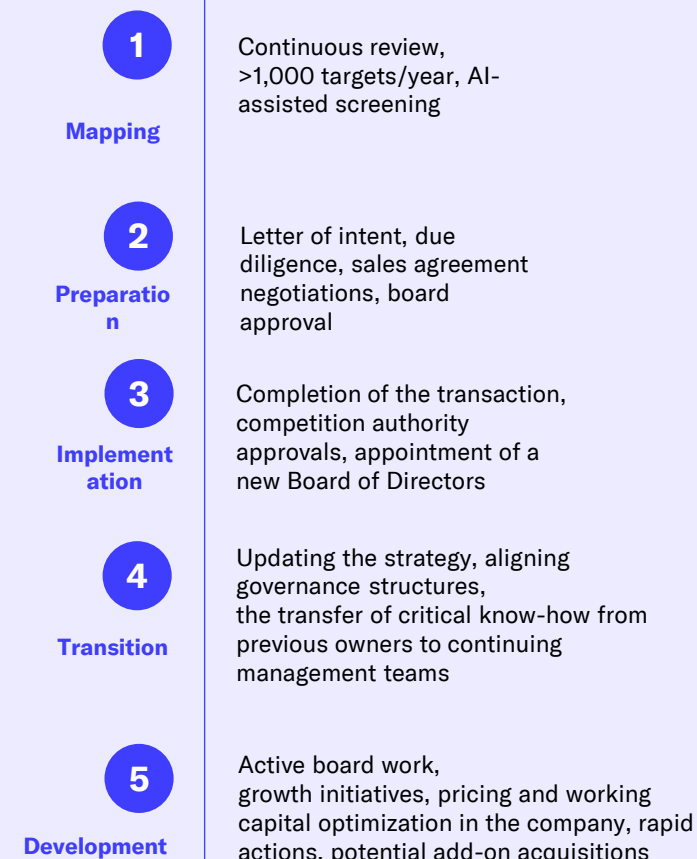 1
Mapping
Continuous review,
>1,000 targets/year, AI-
assisted screening
2
Preparatio
n
Letter of intent, due
diligence, sales agreement
negotiations, board
approval
3
Implement
ation
Completion of the transaction,
competition authority
approvals, appointment of a
new Board of Directors
4
Transition
Updating the strategy, aligning
governance structures,
the transfer of critical know-how from
previous owners to continuing
management teams
5
Development
Active board work,
growth initiatives, pricing and working
capital optimization in the company, rapid
actions, potential add-on acquisitions